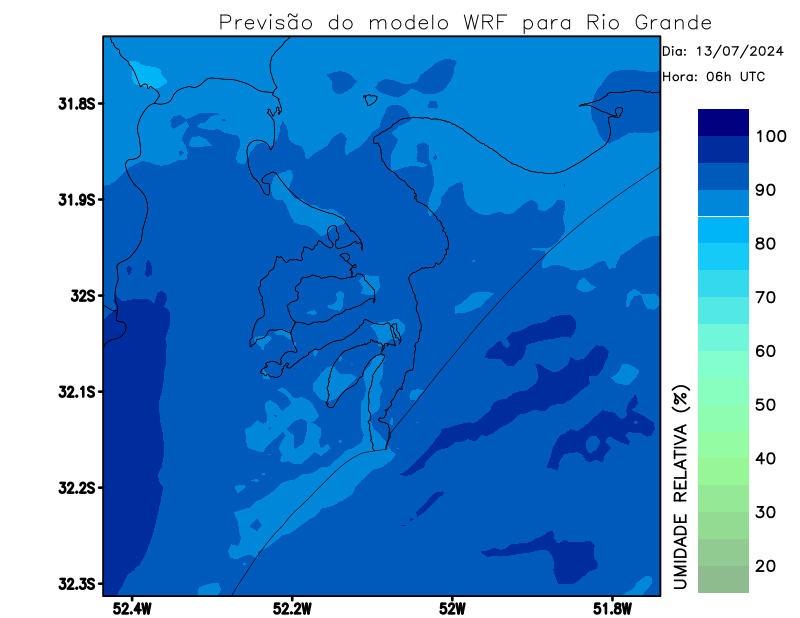 Previsão do modelo WRF para Rio Grande
Dia: 13/07/2024
Hora: 06h UTC
31.8S
31.9S
32S
32.1S
32.2S
32.3S
52.4W
52.2W
52W
51.8W
100
90
80
70
60
50
40
30
20
UMIDADE RELATIVA (%)